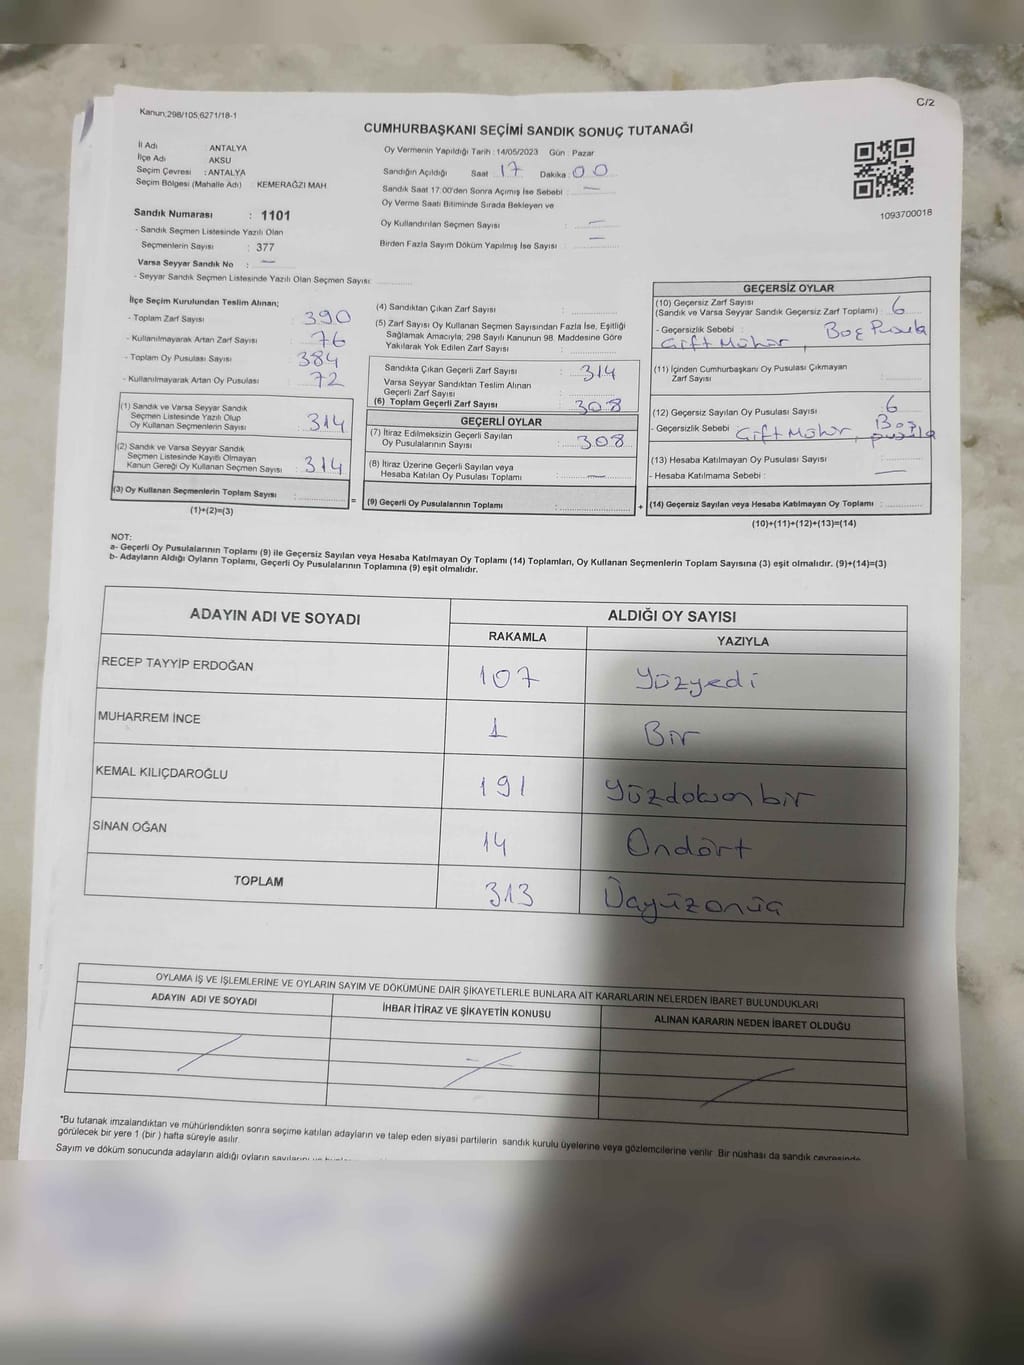 Kanun:298/105;6271/18-1
C/2
CUMHURBAŞKANI SEÇİMİ SANDIK SONUÇ TUTANAĞI
İl Adı ANTALYA
İlçe Adı AKSU
Seçim Çevresi : ANTALYA
Seçim Bölgesi (Mahalle Adı) : KEMERAĞZI MAH
Sandık Numarası : 1101
- Sandık Seçmen Listesinde Yazılı Olan
Seçmenlerin Sayısı : 377
Varsa Seyyar Sandık No : —
- Seyyar Sandık Seçmen Listesinde Yazılı Olan Seçmen Sayısı:
Oy Vermenin Yapıldığı Tarih : 14/05/2023 Gün : Pazar
Sandığın Açıldığı Saat : 17 Dakika : 00
Sandık Saat 17:00'den Sonra Açımış İse Sebebi : —
Oy Verme Saati Bitiminde Sırada Bekleyen ve
Oy Kullandırılan Seçmen Sayısı : —
Birden Fazla Sayım Döküm Yapılmış İse Sayısı : —
1093700018
İlçe Seçim Kurulundan Teslim Alınan;
- Toplam Zarf Sayısı : 390
- Kullanılmayarak Artan Zarf Sayısı : 76
- Toplam Oy Pusulası Sayısı : 384
- Kullanılmayarak Artan Oy Pusulası : 72
(1) Sandık ve Varsa Seyyar Sandık
Seçmen Listesinde Yazılı Olup
Oy Kullanan Seçmenlerin Sayısı : 314
(2) Sandık ve Varsa Seyyar Sandık
Seçmen Listesinde Kayıtlı Olmayan
Kanun Gereği Oy Kullanan Seçmen Sayısı : 314
(3) Oy Kullanan Seçmenlerin Toplam Sayısı :
(1)+(2)=(3)
(4) Sandıktan Çıkan Zarf Sayısı :
(5) Zarf Sayısı Oy Kullanan Seçmen Sayısından Fazla İse, Eşitliği
Sağlamak Amacıyla; 298 Sayılı Kanunun 98. Maddesine Göre
Yakılarak Yok Edilen Zarf Sayısı :
Sandıkta Çıkan Geçerli Zarf Sayısı : 314
Varsa Seyyar Sandıktan Teslim Alınan
Geçerli Zarf Sayısı :
(6) Toplam Geçerli Zarf Sayısı : 308
GEÇERLİ OYLAR
(7) İtiraz Edilmeksizin Geçerli Sayılan
Oy Pusulalarının Sayısı : 308
(8) İtiraz Üzerine Geçerli Sayılan veya
Hesaba Katılan Oy Pusulası Toplamı : —
(9) Geçerli Oy Pusulalarının Toplamı :
GEÇERSİZ OYLAR
(10) Geçersiz Zarf Sayısı
(Sandık ve Varsa Seyyar Sandık Geçersiz Zarf Toplamı) : 6
- Geçersizlik Sebebi : Boş Pusula
Çift Mühür ,
(11) İçinden Cumhurbaşkanı Oy Pusulası Çıkmayan
Zarf Sayısı :
(12) Geçersiz Sayılan Oy Pusulası Sayısı : 6
- Geçersizlik Sebebi : Çift Mühür, Boş
pusula
(13) Hesaba Katılmayan Oy Pusulası Sayısı :
- Hesaba Katılmama Sebebi : —
(14) Geçersiz Sayılan veya Hesaba Katılmayan Oy Toplamı :
(10)+(11)+(12)+(13)=(14)
NOT:
a- Geçerli Oy Pusulalarının Toplamı (9) ile Geçersiz Sayılan veya Hesaba Katılmayan Oy Toplamı (14) Toplamları, Oy Kullanan Seçmenlerin Toplam Sayısına (3) eşit olmalıdır. (9)+(14)=(3)
b- Adayların Aldığı Oyların Toplamı, Geçerli Oy Pusulalarının Toplamına (9) eşit olmalıdır.
ADAYIN ADI VE SOYADI ALDIĞI OY SAYISI
RAKAMLA YAZIYLA
RECEP TAYYİP ERDOĞAN 107 Yüzyedi
MUHARREM İNCE 1 Bir
KEMAL KILIÇDAROĞLU 191 Yüzdoksonbir
SİNAN OĞAN 14 Ondört
TOPLAM 313 Üçyüzonüç
OYLAMA İŞ VE İŞLEMLERİNE VE OYLARIN SAYIM VE DÖKÜMÜNE DAİR ŞİKAYETLERLE BUNLARA AİT KARARLARIN NELERDEN İBARET BULUNDUKLARI
ADAYIN ADI VE SOYADI İHBAR İTİRAZ VE ŞİKAYETİN KONUSU ALINAN KARARIN NEDEN İBARET OLDUĞU
*Bu tutanak imzalandıktan ve mühürlendikten sonra seçime katılan adayların ve talep eden siyasi partilerin sandık kurulu üyelerine veya gözlemcilerine verilir. Bir nüshası da sandık çevresinde
görülecek bir yere 1 (bir ) hafta süreyle asılır.
Sayım ve döküm sonucunda adayların aldığı oyların